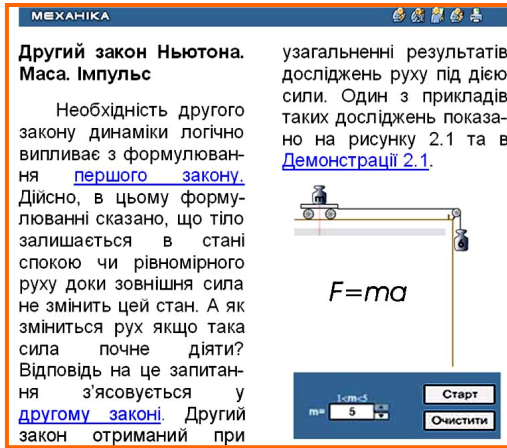 МЕХАНІКА
Другий закон Ньютона.
Маса. Імпульс
Необхідність другого
закону динаміки логічно
випливає з формулюван-
ня першого закону.
Дійсно, в цьому форму-
люванні сказано, що тіло
залишається в стані
спокою чи рівномірного
руху доки зовнішня сила
не змінить цей стан. А як
зміниться рух якщо така
сила почне діяти?
Відповідь на це запитан-
ня з'ясовується у
другому законі. Другий
закон отриманий при
узагальненні результатів
досліджень руху під дією
сили. Один з прикладів
таких досліджень показа-
но на рисунку 2.1 та в
Демонстрації 2.1.
m
F=ma
1<m<5
m= 5
Старт
Очистити